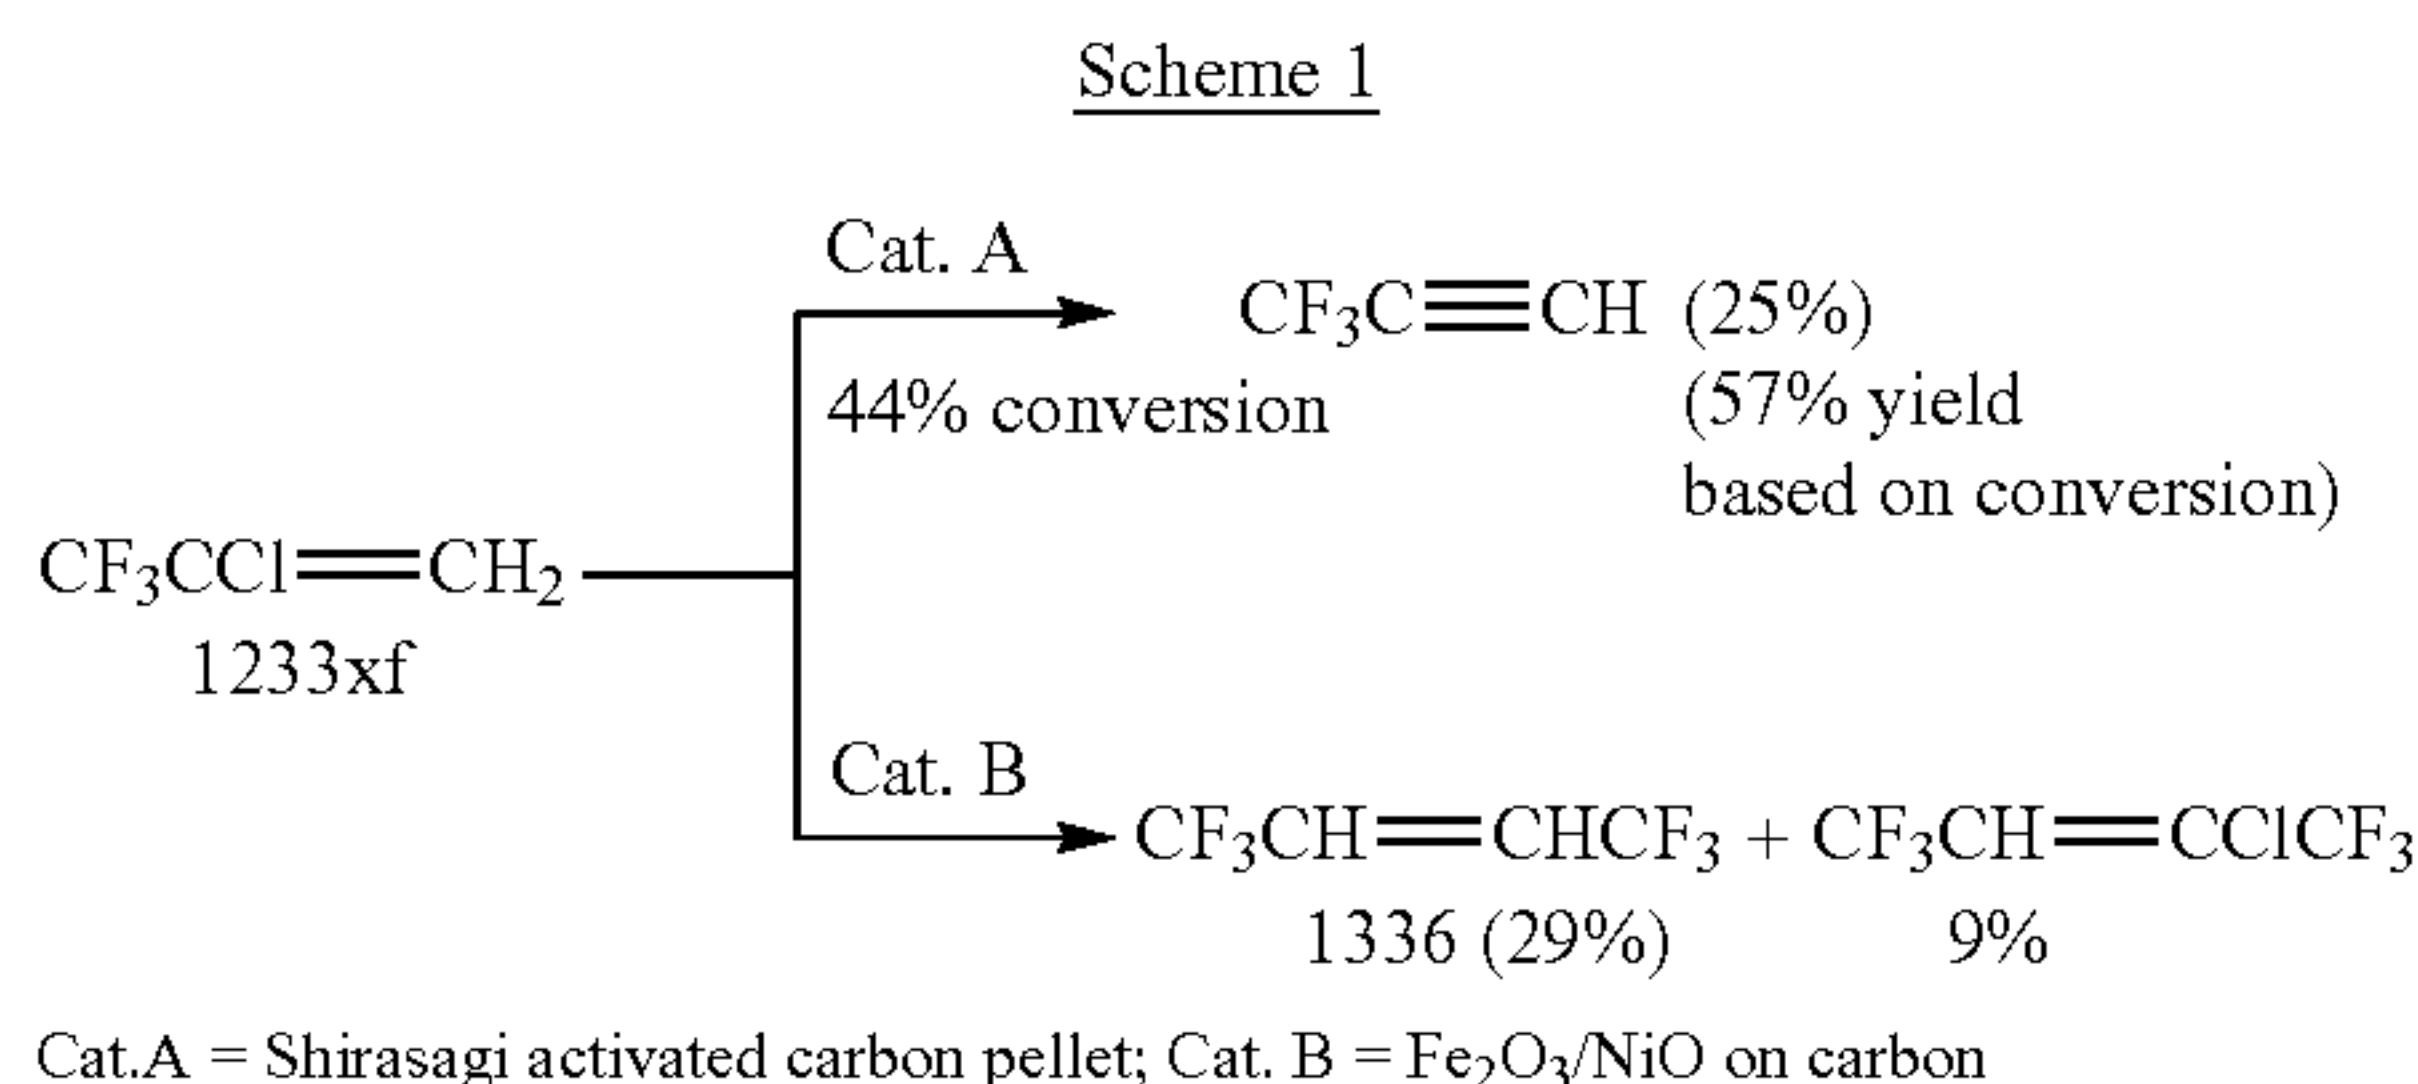 Scheme 1
Cat. A
CF₃C≡CH (25%)
44% conversion
(57% yield
based on conversion)
CF₃CCl=CH₂
1233xf
Cat. B
CF₃CH=CHCF₃ + CF₃CH=CClCF₃
1336 (29%) 9%
Cat.A = Shirasagi activated carbon pellet; Cat. B = Fe₂O₃/NiO on carbon